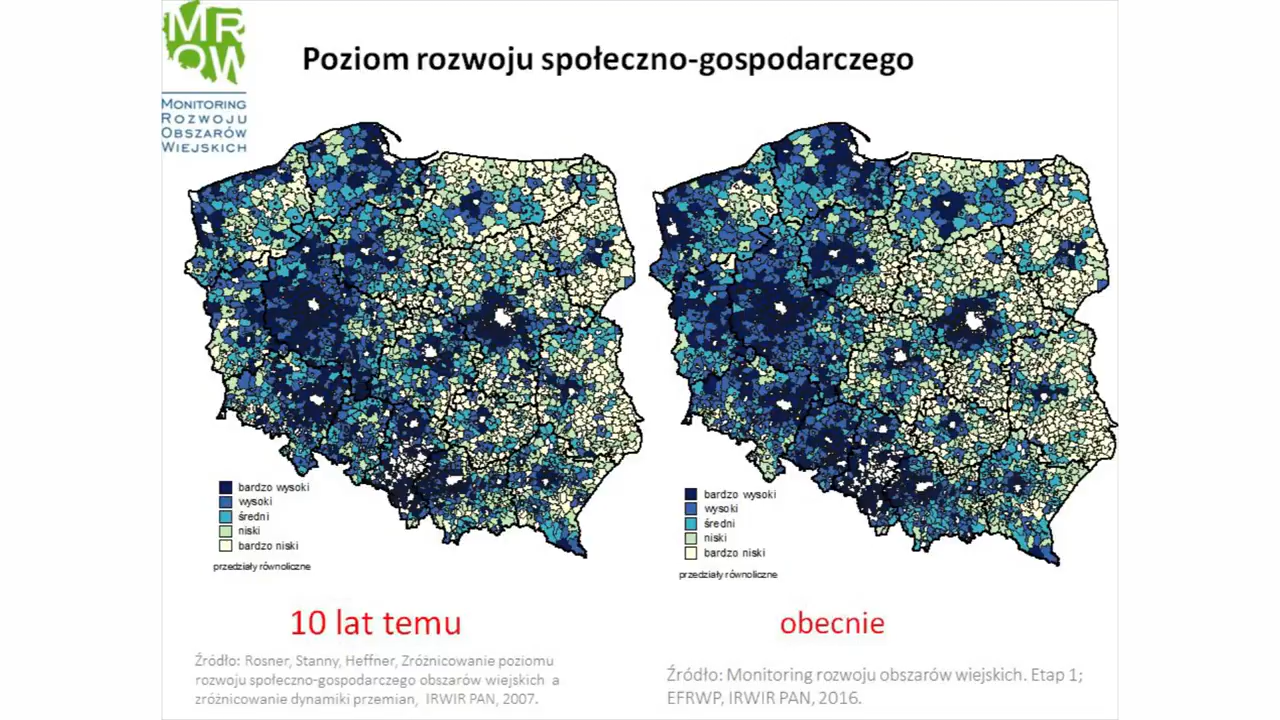 MR
OW
MONITORING
ROZWOJU
OBSZARÓW
WIEJSKICH
Poziom rozwoju społeczno-gospodarczego
bardzo wysoki
wysoki
średni
niski
bardzo niski
przedziały równoliczne
bardzo wysoki
wysoki
średni
niski
bardzo niski
przedziały równoliczne
10 lat temu
obecnie
Źródło: Rosner, Stanny, Heffner, Zróżnicowanie poziomu
rozwoju społeczno-gospodarczego obszarów wiejskich a
zróżnicowanie dynamiki przemian, IRWIR PAN, 2007.
Źródło: Monitoring rozwoju obszarów wiejskich. Etap 1;
EFRWP, IRWIR PAN, 2016.